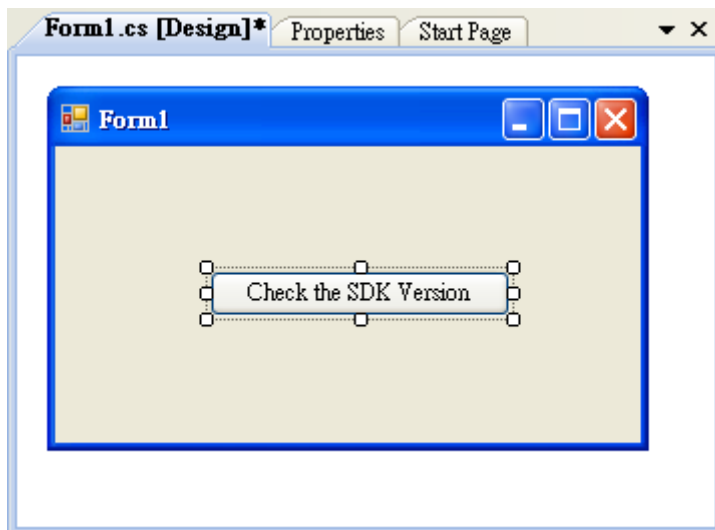 Form1.cs [Design]* Properties Start Page
Form1
Check the SDK Version